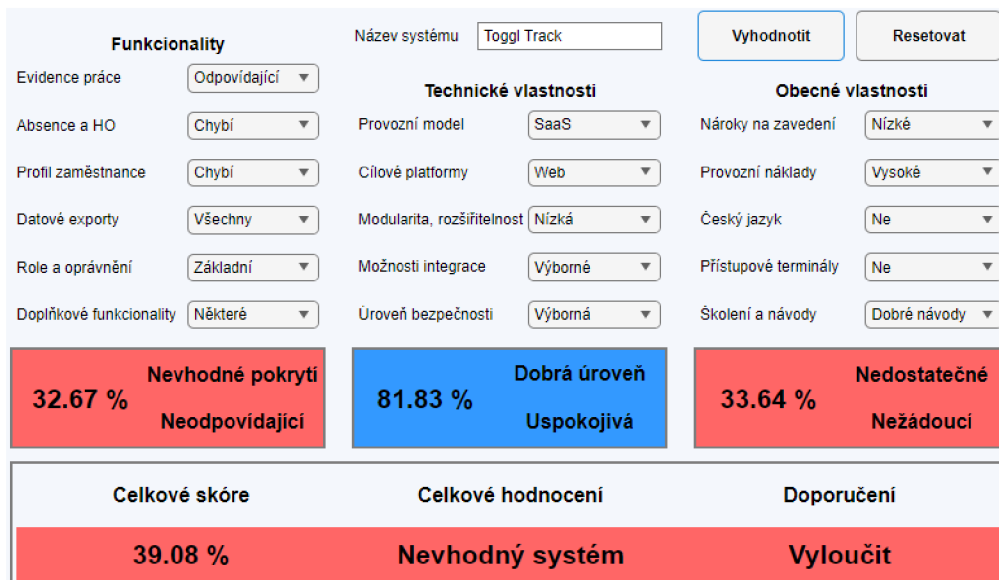 Funkcionality
Název systému Toggl Track
Vyhodnotit Resetovat
Evidence práce Odpovídající
Absence a HO Chybí
Profil zaměstnance Chybí
Datové exporty Všechny
Role a oprávnění Základní
Doplňkové funkcionality Některé
Technické vlastnosti
Provozní model SaaS
Cílové platformy Web
Modularita, rozšiřitelnost Nízká
Možnosti integrace Výborné
Úroveň bezpečnosti Výborná
Obecné vlastnosti
Nároky na zavedení Nízké
Provozní náklady Vysoké
Český jazyk Ne
Přístupové terminály Ne
Školení a návody Dobré návody
32.67 %
Nevhodné pokrytí
Neodpovídající
81.83 %
Dobrá úroveň
Uspokojivá
33.64 %
Nedostatečné
Nežádoucí
Celkové skóre Celkové hodnocení Doporučení
39.08 % Nevhodný systém Vyloučit